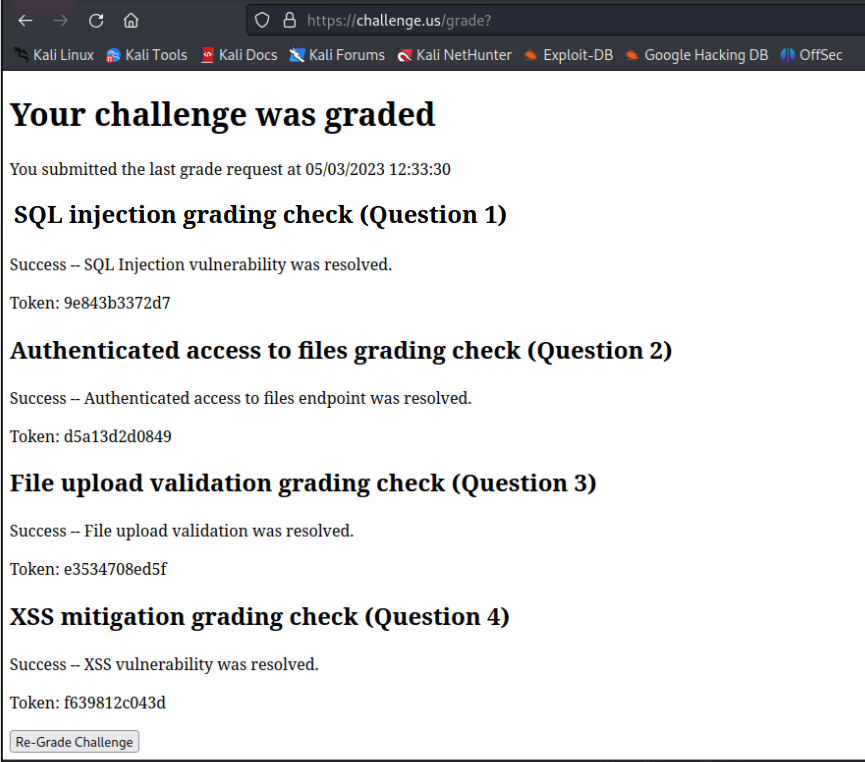 https://challenge.us/grade?
Kali Linux Kali Tools Kali Docs Kali Forums Kali NetHunter Exploit-DB Google Hacking DB OffSec
Your challenge was graded
You submitted the last grade request at 05/03/2023 12:33:30
SQL injection grading check (Question 1)
Success -- SQL Injection vulnerability was resolved.
Token: 9e843b3372d7
Authenticated access to files grading check (Question 2)
Success -- Authenticated access to files endpoint was resolved.
Token: d5a13d2d0849
File upload validation grading check (Question 3)
Success -- File upload validation was resolved.
Token: e3534708ed5f
XSS mitigation grading check (Question 4)
Success -- XSS vulnerability was resolved.
Token: f639812c043d
Re-Grade Challenge